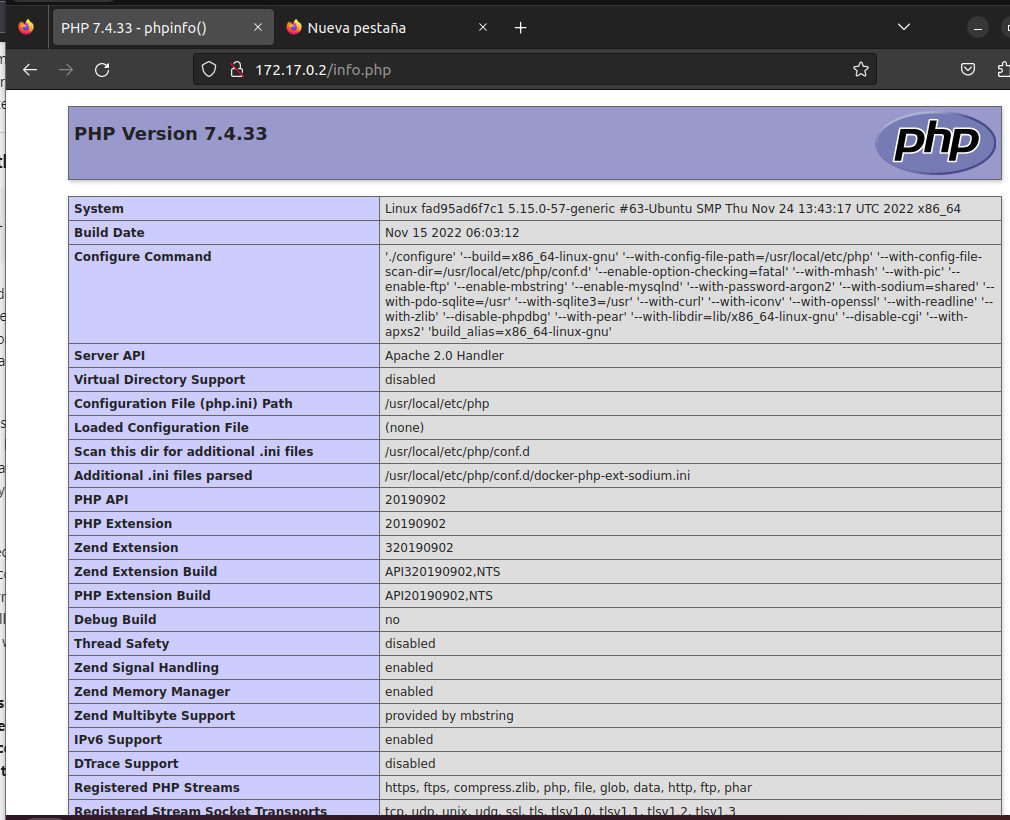 PHP 7.4.33 - phpinfo()
Nueva pestaña
172.17.0.2/info.php
PHP Version 7.4.33
php
System Linux fad95ad6f7c1 5.15.0-57-generic #63-Ubuntu SMP Thu Nov 24 13:43:17 UTC 2022 x86_64
Build Date Nov 15 2022 06:03:12
Configure Command './configure' '--build=x86_64-linux-gnu' '--with-config-file-path=/usr/local/etc/php' '--with-config-file-
scan-dir=/usr/local/etc/php/conf.d' '--enable-option-checking=fatal' '--with-mhash' '--with-pic' '--
enable-ftp' '--enable-mbstring' '--enable-mysqlnd' '--with-password-argon2' '--with-sodium=shared' '--
with-pdo-sqlite=/usr' '--with-sqlite3=/usr' '--with-curl' '--with-iconv' '--with-openssl' '--with-readline' '--
with-zlib' '--disable-phpdbg' '--with-pear' '--with-libdir=lib/x86_64-linux-gnu' '--disable-cgi' '--with-
apxs2' 'build_alias=x86_64-linux-gnu'
Server API Apache 2.0 Handler
Virtual Directory Support disabled
Configuration File (php.ini) Path /usr/local/etc/php
Loaded Configuration File (none)
Scan this dir for additional .ini files /usr/local/etc/php/conf.d
Additional .ini files parsed /usr/local/etc/php/conf.d/docker-php-ext-sodium.ini
PHP API 20190902
PHP Extension 20190902
Zend Extension 320190902
Zend Extension Build API320190902,NTS
PHP Extension Build API20190902,NTS
Debug Build no
Thread Safety disabled
Zend Signal Handling enabled
Zend Memory Manager enabled
Zend Multibyte Support provided by mbstring
IPv6 Support enabled
DTrace Support disabled
Registered PHP Streams https, ftps, compress.zlib, php, file, glob, data, http, ftp, phar
Registered Stream Socket Transports tcp, udp, unix, udg, ssl, tls, tlsv1.0, tlsv1.1, tlsv1.2, tlsv1.3